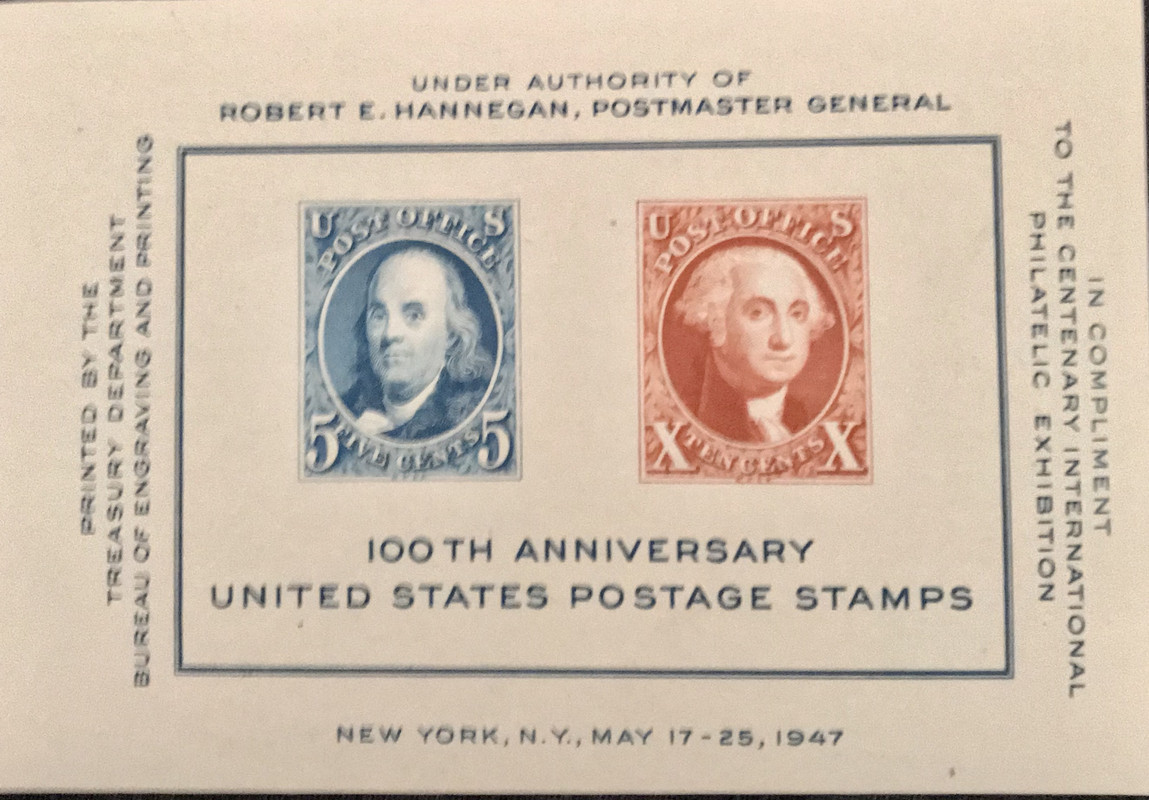 UNDER AUTHORITY OF
ROBERT E. HANNEGAN, POSTMASTER GENERAL
PRINTED BY THE
TREASURY DEPARTMENT
BUREAU OF ENGRAVING AND PRINTING
U S
POST OFFICE
5 5
FIVE CENTS
U S
POST OFFICE
X X
TEN CENTS
100TH ANNIVERSARY
UNITED STATES POSTAGE STAMPS
IN COMPLIMENT
TO THE CENTENARY INTERNATIONAL
PHILATELIC EXHIBITION
NEW YORK, N.Y., MAY 17-25, 1947